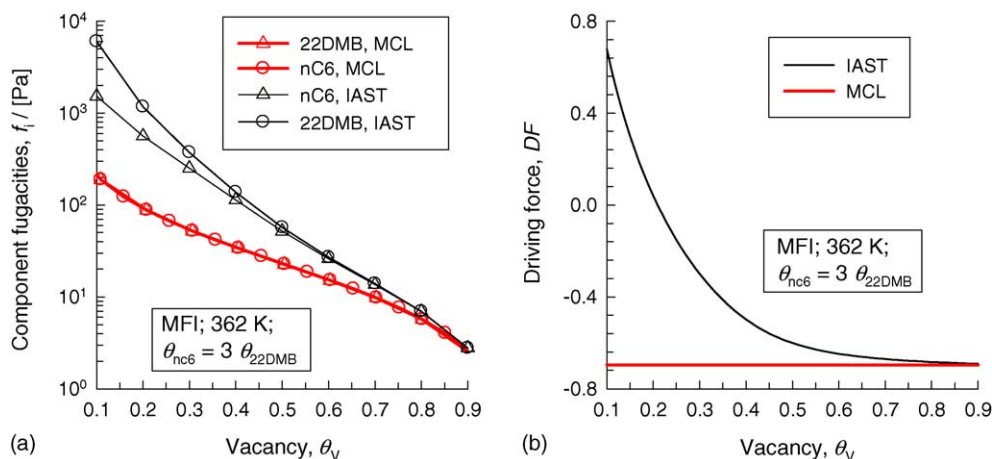 10⁴
10³
10²
10¹
10⁰
Component fugacities, fᵢ / [Pa]
22DMB, MCL
nC6, MCL
nC6, IAST
22DMB, IAST
MFI; 362 K;
θnc6 = 3 θ22DMB
0.1 0.2 0.3 0.4 0.5 0.6 0.7 0.8 0.9
(a)
Vacancy, θV
0.8
0.4
0.0
-0.4
-0.8
Driving force, DF
IAST
MCL
MFI; 362 K;
θnc6 = 3 θ22DMB
0.1 0.2 0.3 0.4 0.5 0.6 0.7 0.8 0.9
(b)
Vacancy, θV